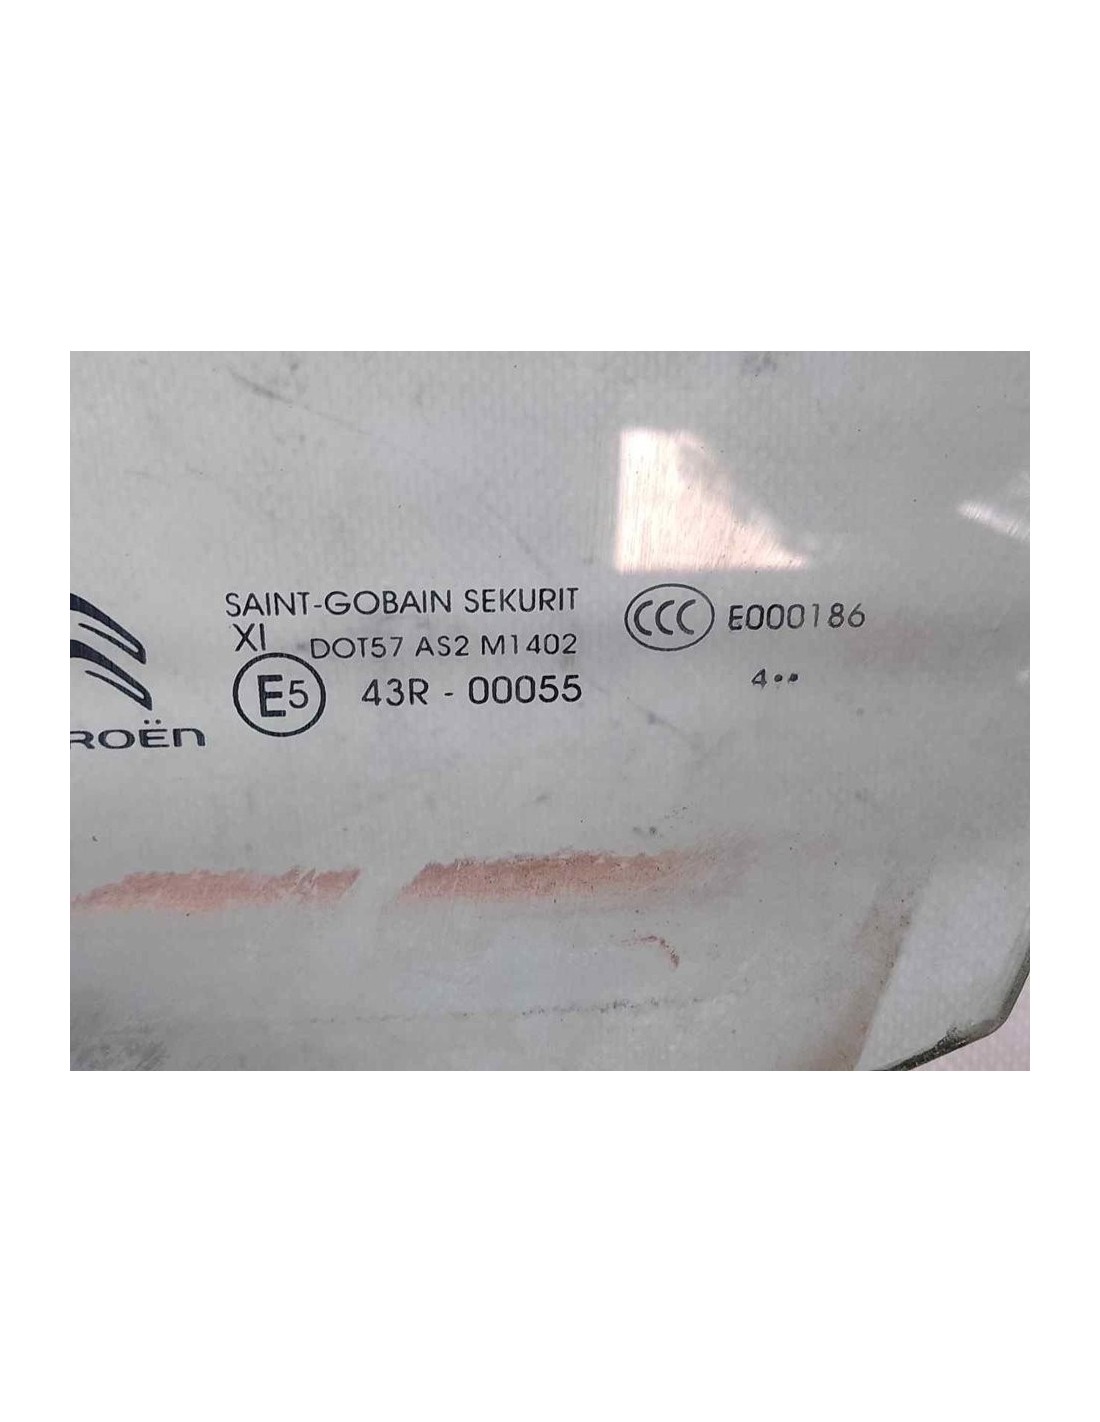 SAINT-GOBAIN SEKURIT
XI DOT57 AS2 M1402
E5 43R - 00055
CCC E000186
4••
ROËn